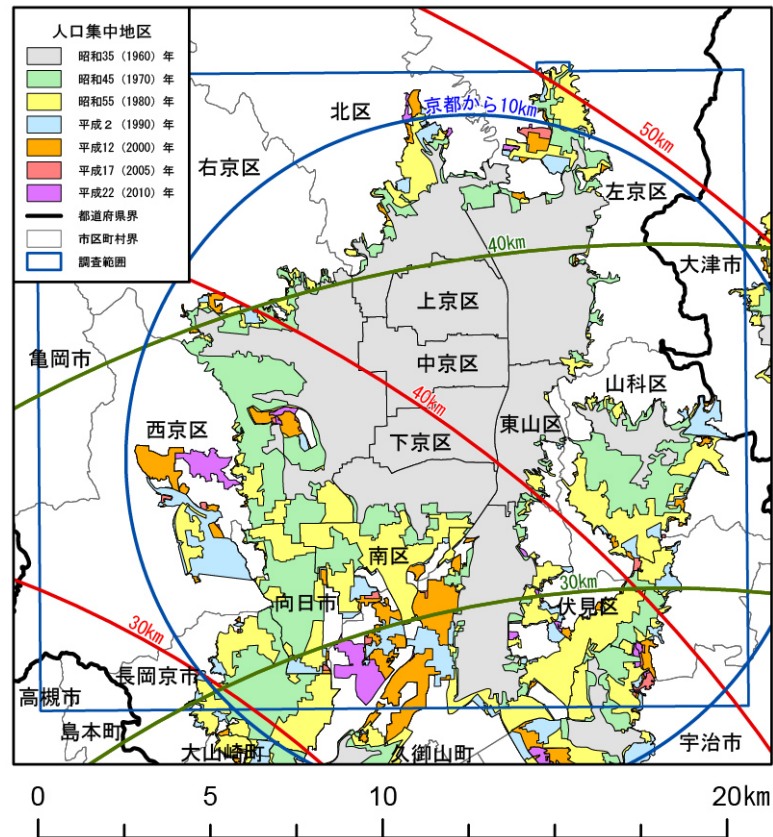 人口集中地区
昭和35（1960）年
昭和45（1970）年
昭和55（1980）年
平成２（1990）年
平成12（2000）年
平成17（2005）年
平成22（2010）年
都道府県界
市区町村界
調査範囲
北区
京都から10km
50km
右京区
左京区
40km
大津市
上京区
亀岡市
中京区
40km
山科区
西京区
下京区
東山区
南区
30km
向日市
伏見区
30km
長岡京市
高槻市
島本町
大山崎町
久御山町
宇治市
0 5 10 20km